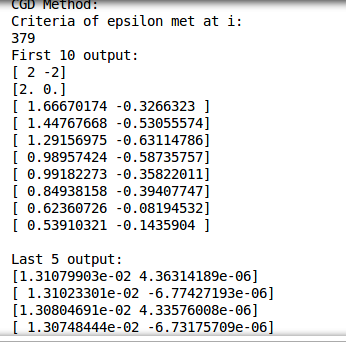 CGD Method:
Criteria of epsilon met at i:
379
First 10 output:
[ 2 -2]
[2. 0.]
[ 1.66670174 -0.3266323 ]
[ 1.44767668 -0.53055574]
[ 1.29156975 -0.63114786]
[ 0.98957424 -0.58735757]
[ 0.99182273 -0.35822011]
[ 0.84938158 -0.39407747]
[ 0.62360726 -0.08194532]
[ 0.53910321 -0.1435904 ]
Last 5 output:
[1.31079903e-02 4.36314189e-06]
[ 1.31023301e-02 -6.77427193e-06]
[1.30804691e-02 4.33576008e-06]
[ 1.30748444e-02 -6.73175709e-06]